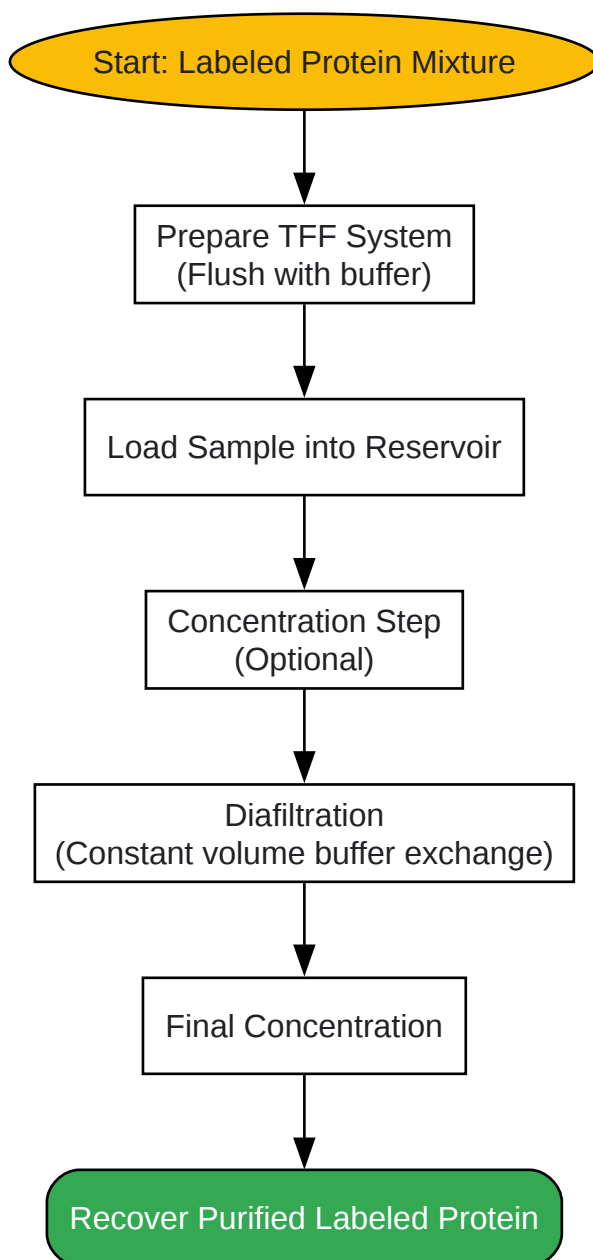 Start: Labeled Protein Mixture
Prepare TFF System
(Flush with buffer)
Load Sample into Reservoir
Concentration Step
(Optional)
Diafiltration
(Constant volume buffer exchange)
Final Concentration
Recover Purified Labeled Protein